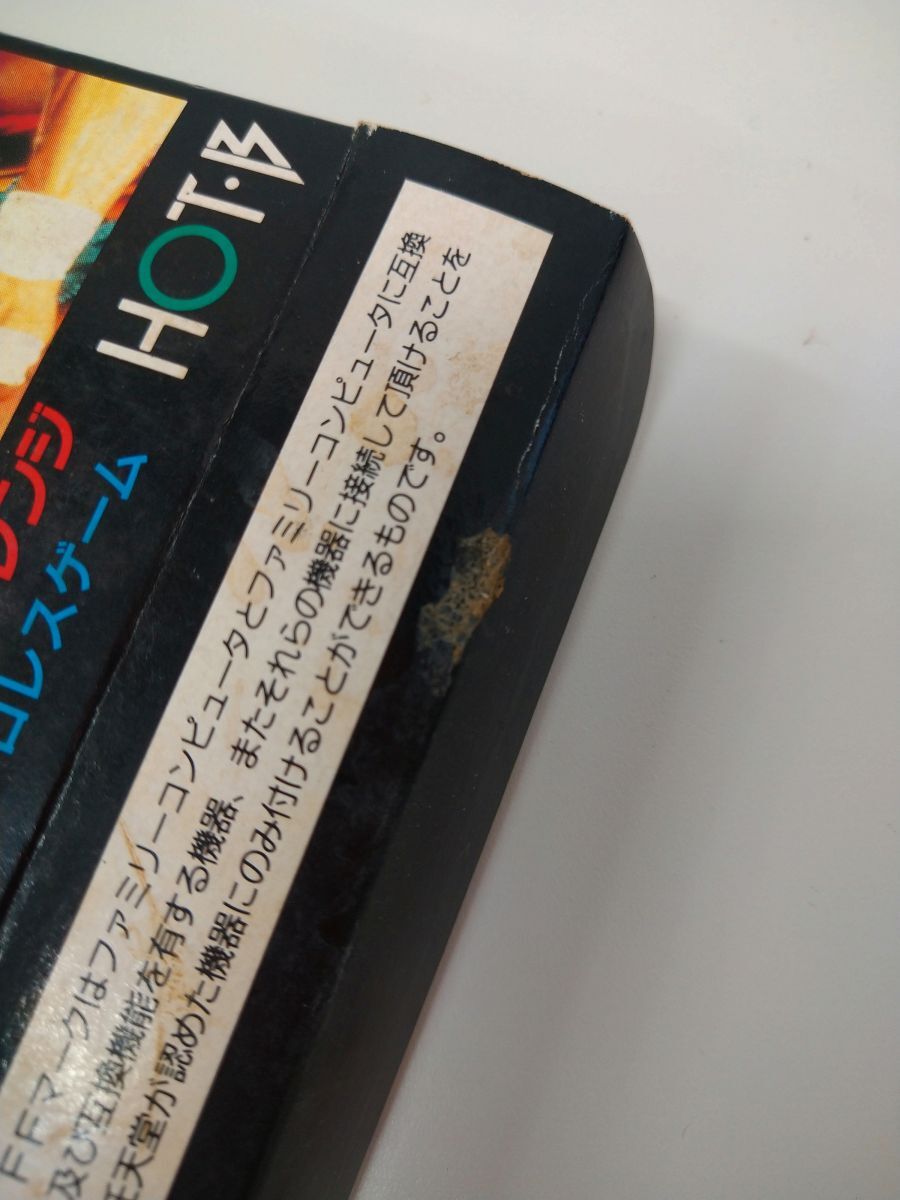 HOT・B
レンジ
ロレスゲーム
FFマークはファミリーコンピュータとファミリーコンピュータに互換
及び互換機能を有する機器、またそれらの機器に接続して頂けることを
任天堂が認めた機器にのみ付けることができるものです。